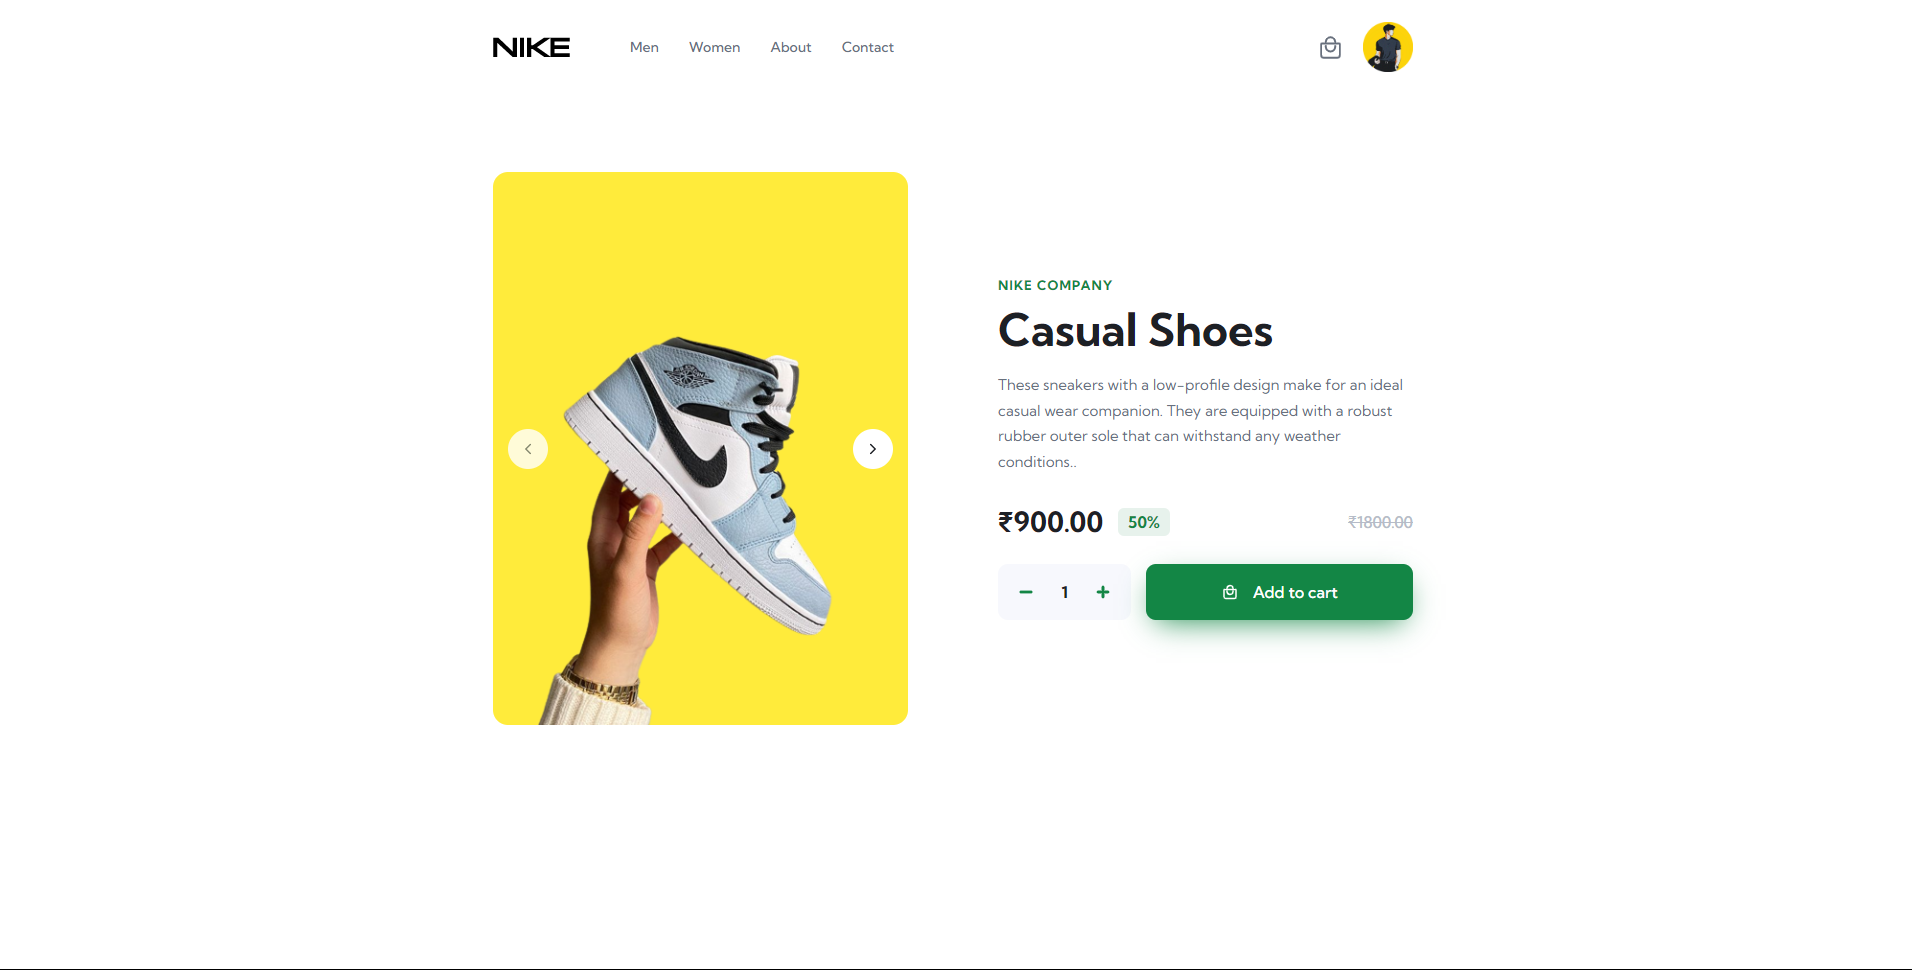 NIKE
Men
Women
About
Contact
NIKE COMPANY
Casual Shoes
These sneakers with a low-profile design make for an ideal
casual wear companion. They are equipped with a robust
rubber outer sole that can withstand any weather
conditions..
₹900.00
50%
₹1800.00
1
Add to cart